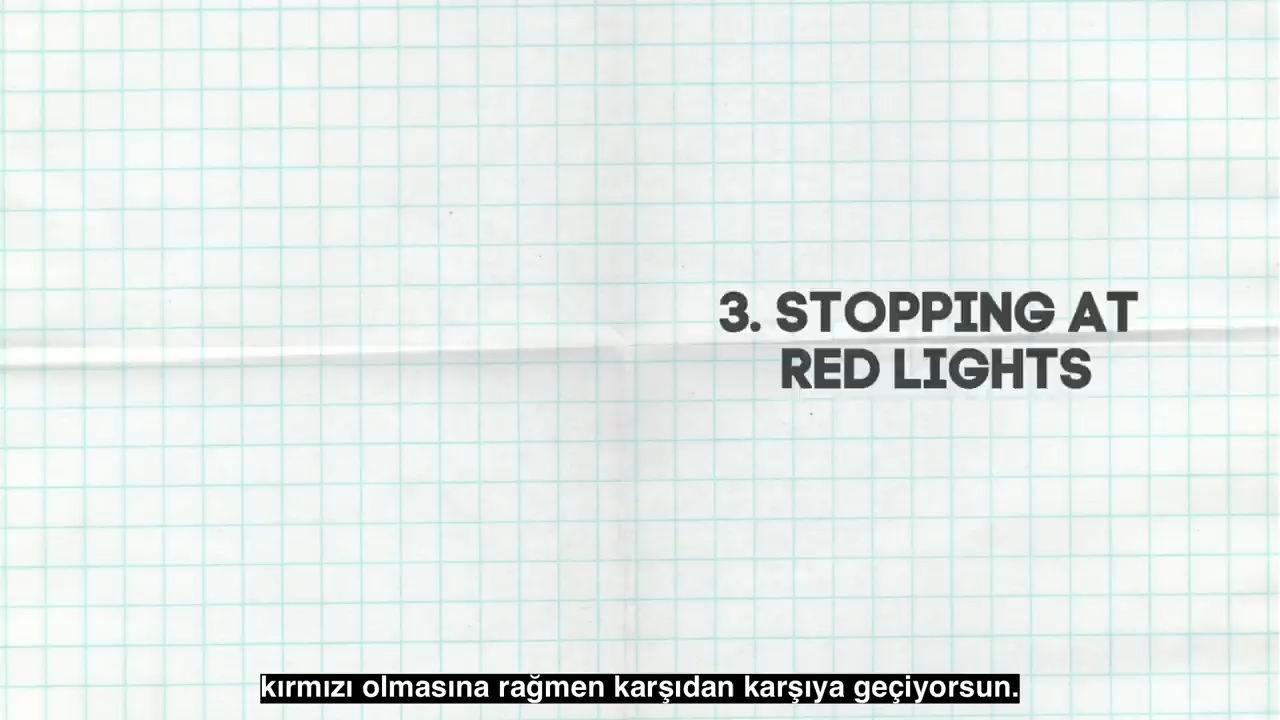 3. STOPPING AT
RED LIGHTS
kırmızı olmasına rağmen karşıdan karşıya geçiyorsun.